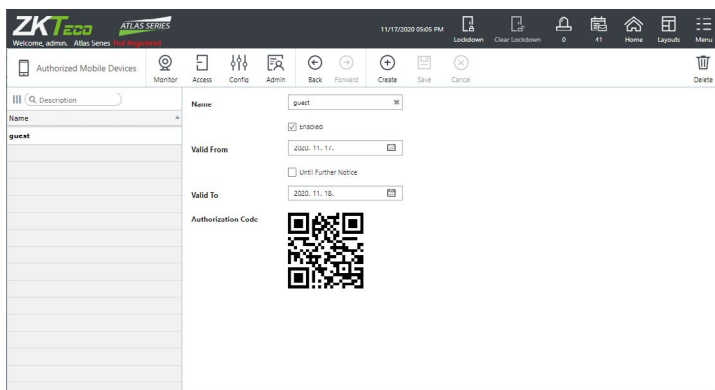 ZKTeco ATLAS SERIES
Welcome, admn. Atlas Senes Not Registered
11/17/2020 05:05 PM
Lockdown
Clear Lockdown
0
41
Home
Layouts
Menu
Authorized Mobile Devices
Monitor
Access
Config
Admin
Back
Forward
Create
Save
Cancel
Delete
Description
Name
guest
Name
guest
Enabled
Valid From
2020. 11. 17.
Until Further Notice
Valid To
2020. 11. 18.
Authorization Code